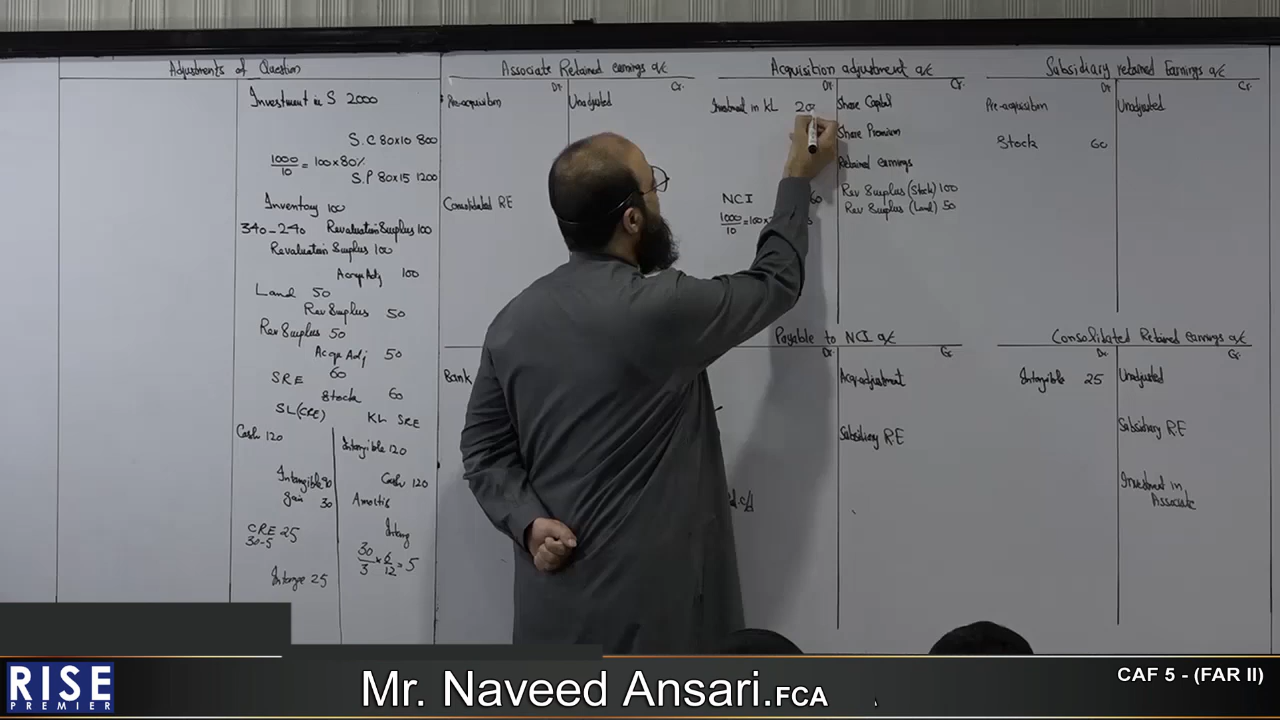 Adjustments of Question
Investment in S 2000
S.C 80x10 800
1000/10 = 100x80%
S.P 80x15 1200
Inventory 100
340-240 Revaluation Surplus 100
Revaluation Surplus 100
Acqn Adj 100
Land 50
Rev Surplus 50
Rev Surplus 50
Acqn Adj 50
SRE 60
Stock 60
SL(CRE) KL SRE
Cash 120
Intangible 90
gain 30
CRE 25
30-5
Intange 25
Intangible 120
Cash 120
Amortis
Intang
30/3 x 6/12 = 5
Associate Retained earnings a/c
Dr. Cr.
Pre-acquisition Unadjusted
Consolidated RE
Acquisition adjustment a/c
Dr. Cr.
Investment in KL 20 Share Capital
Share Premium
Retained earnings
NCI Rev Surplus (Stock) 100
1000/10 = 100x Rev Surplus (Land) 50
Subsidiary retained Earnings a/c
Dr. Cr.
Pre-acquisition Unadjusted
Stock 60
Payable to NCI a/c
Dr. Cr.
Bank Acqn adjustment
Subsidiary RE
c/d
Consolidated Retained earnings a/c
Dr. Cr.
Intangible 25 Unadjusted
Subsidiary RE
Investment in
Associate
RISE
PREMIER
Mr. Naveed Ansari.FCA
CAF 5 - (FAR II)